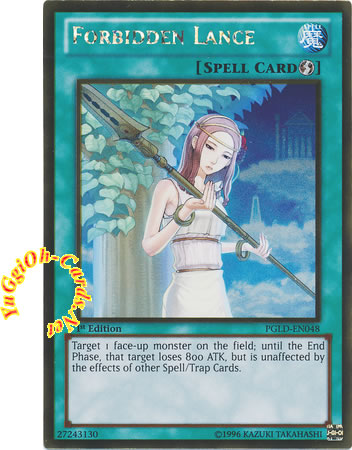 FORBIDDEN LANCE
魔
[SPELL CARD]
YuGgiOh-Cards.Net
1st Edition
PGLD-EN048
Target 1 face-up monster on the field; until the End
Phase, that target loses 800 ATK, but is unaffected by
the effects of other Spell/Trap Cards.
27243130
©1996 KAZUKI TAKAHASHI